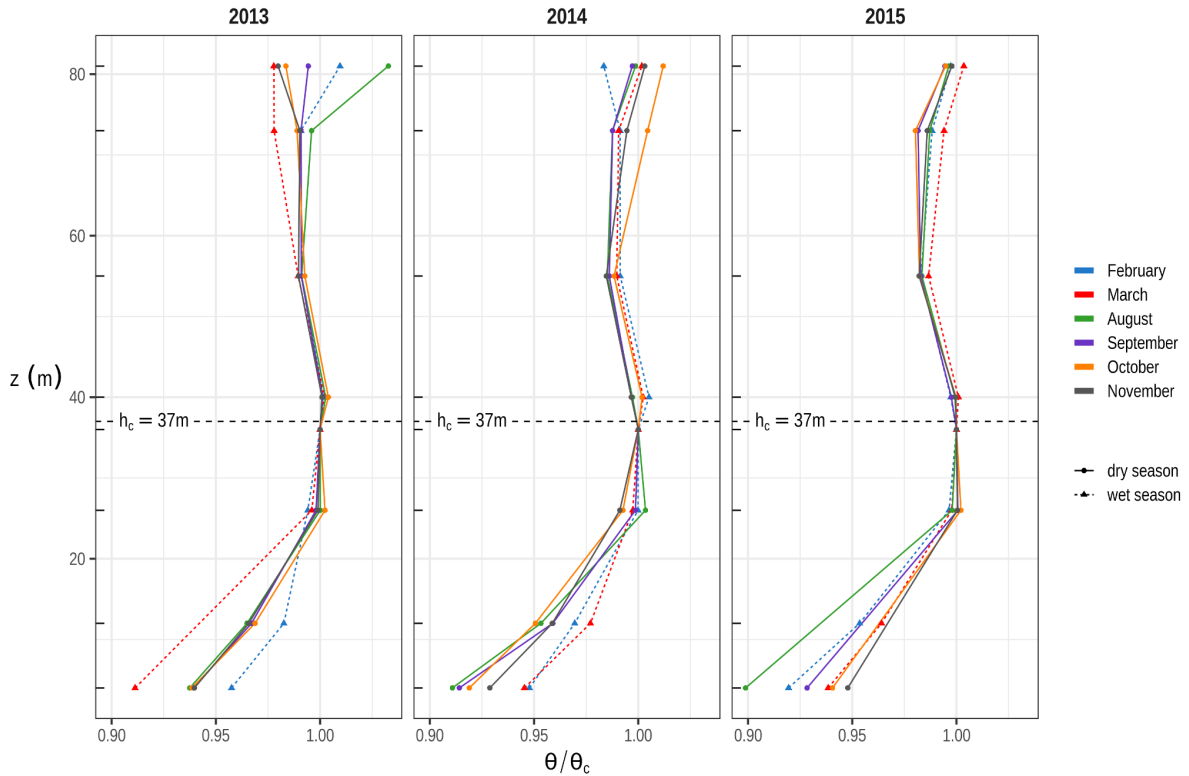 2013 2014 2015
80
60
40
20
z (m)
h_c = 37m h_c = 37m h_c = 37m
0.90 0.95 1.00 0.90 0.95 1.00 0.90 0.95 1.00
θ/θ_c
February
March
August
September
October
November
dry season
wet season